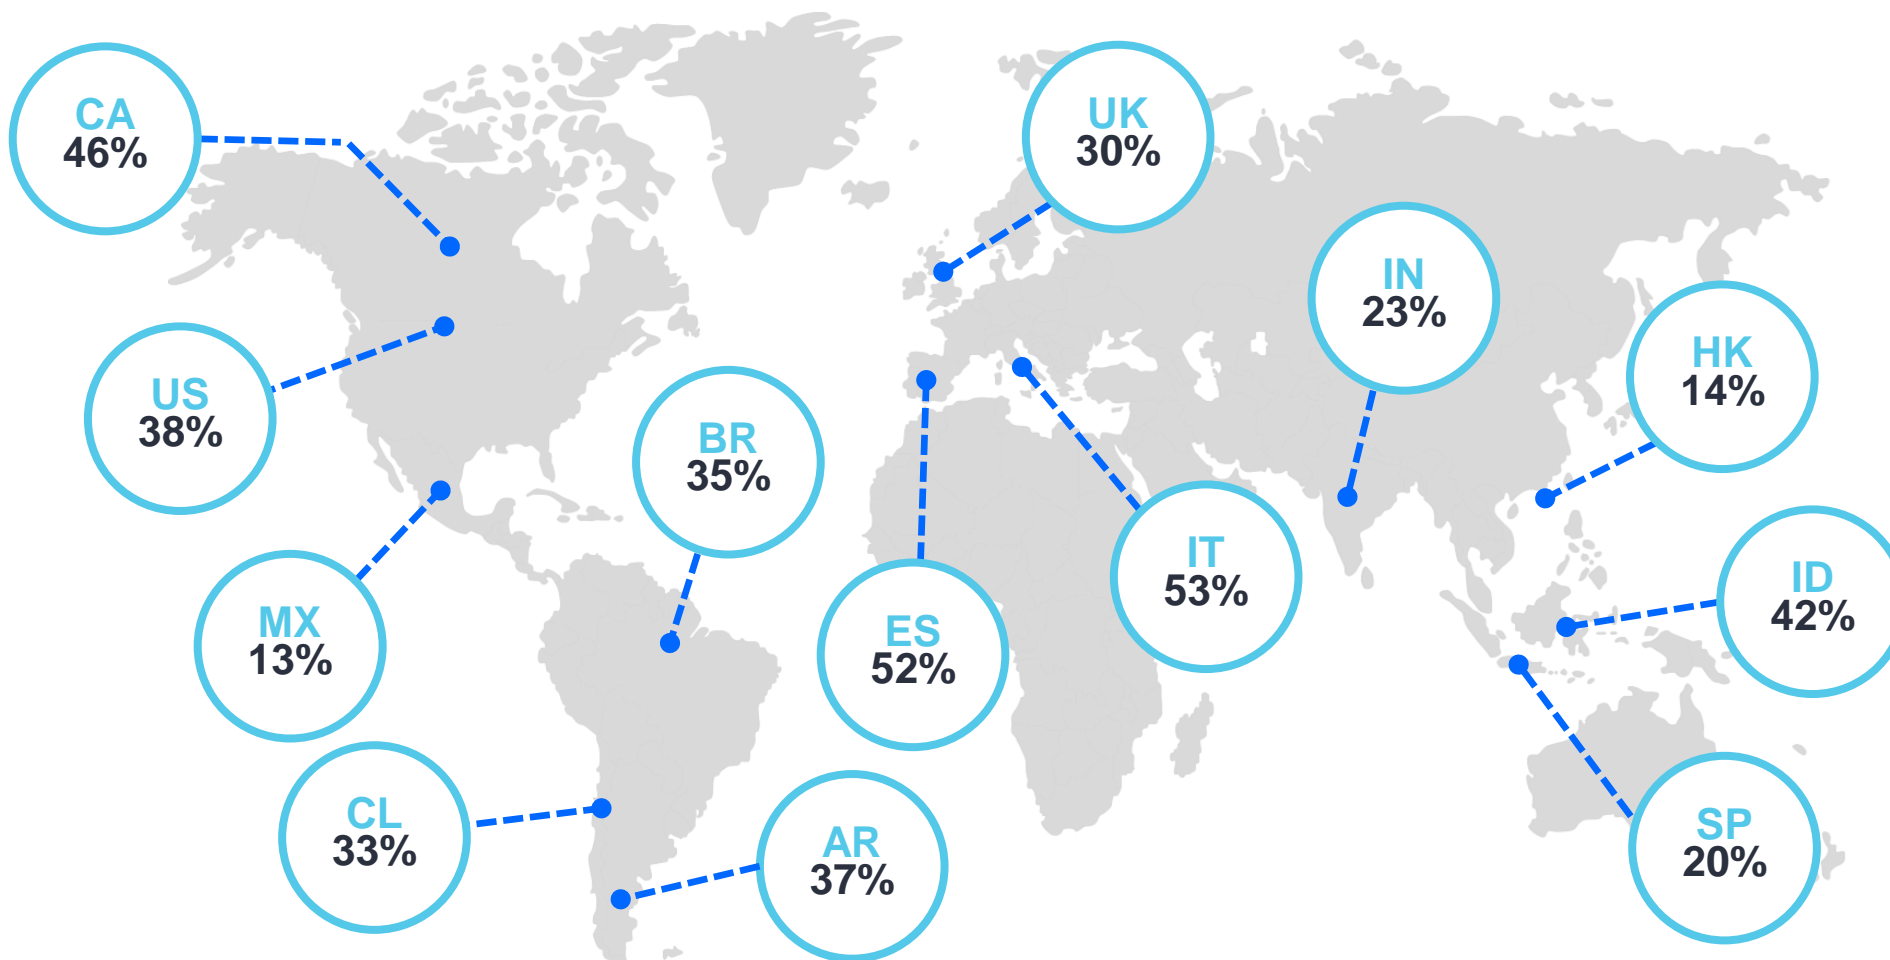 CA
46%
UK
30%
IN
23%
HK
14%
US
38%
BR
35%
IT
53%
ID
42%
MX
13%
ES
52%
CL
33%
AR
37%
SP
20%